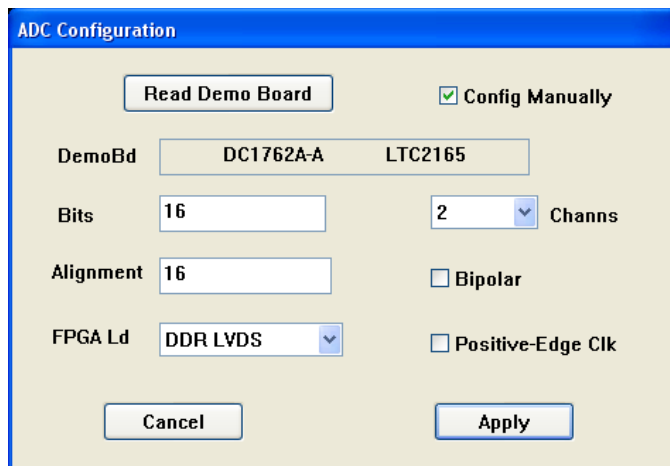 ADC Configuration
Read Demo Board Config Manually
DemoBd DC1762A-A LTC2165
Bits 16 2 Channs
Alignment 16 Bipolar
FPGA Ld DDR LVDS Positive-Edge Clk
Cancel Apply